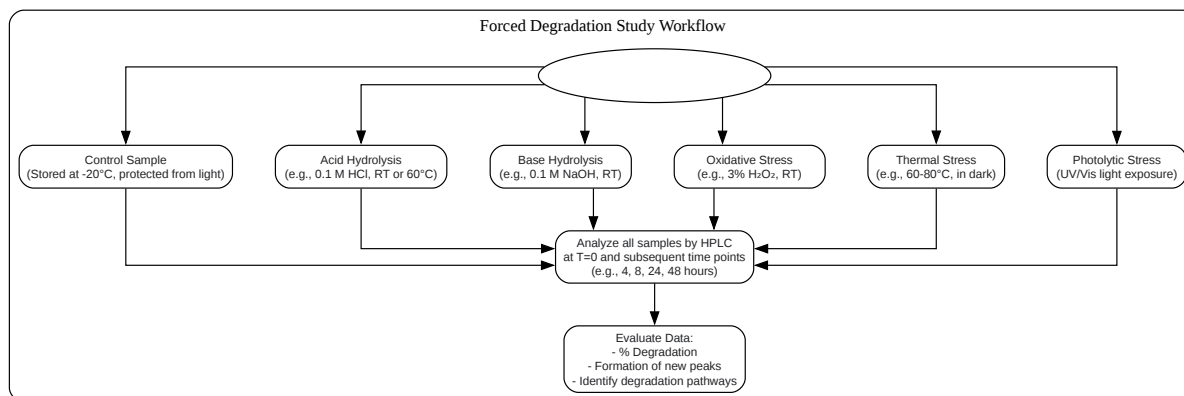 Forced Degradation Study Workflow
Control Sample
(Stored at -20°C, protected from light)
Acid Hydrolysis
(e.g., 0.1 M HCl, RT or 60°C)
Base Hydrolysis
(e.g., 0.1 M NaOH, RT)
Oxidative Stress
(e.g., 3% H₂O₂, RT)
Thermal Stress
(e.g., 60-80°C, in dark)
Photolytic Stress
(UV/Vis light exposure)
Analyze all samples by HPLC
at T=0 and subsequent time points
(e.g., 4, 8, 24, 48 hours)
Evaluate Data:
- % Degradation
- Formation of new peaks
- Identify degradation pathways